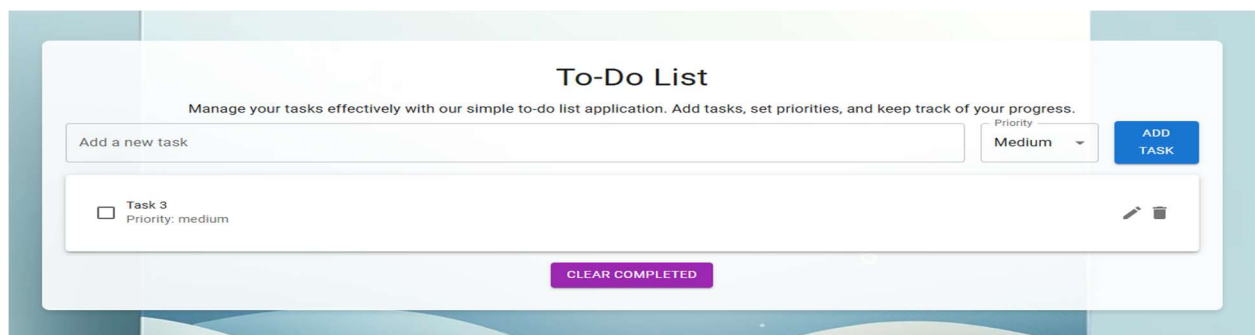 To-Do List
Manage your tasks effectively with our simple to-do list application. Add tasks, set priorities, and keep track of your progress.
Add a new task
Priority
Medium
ADD
TASK
Task 3
Priority: medium
CLEAR COMPLETED